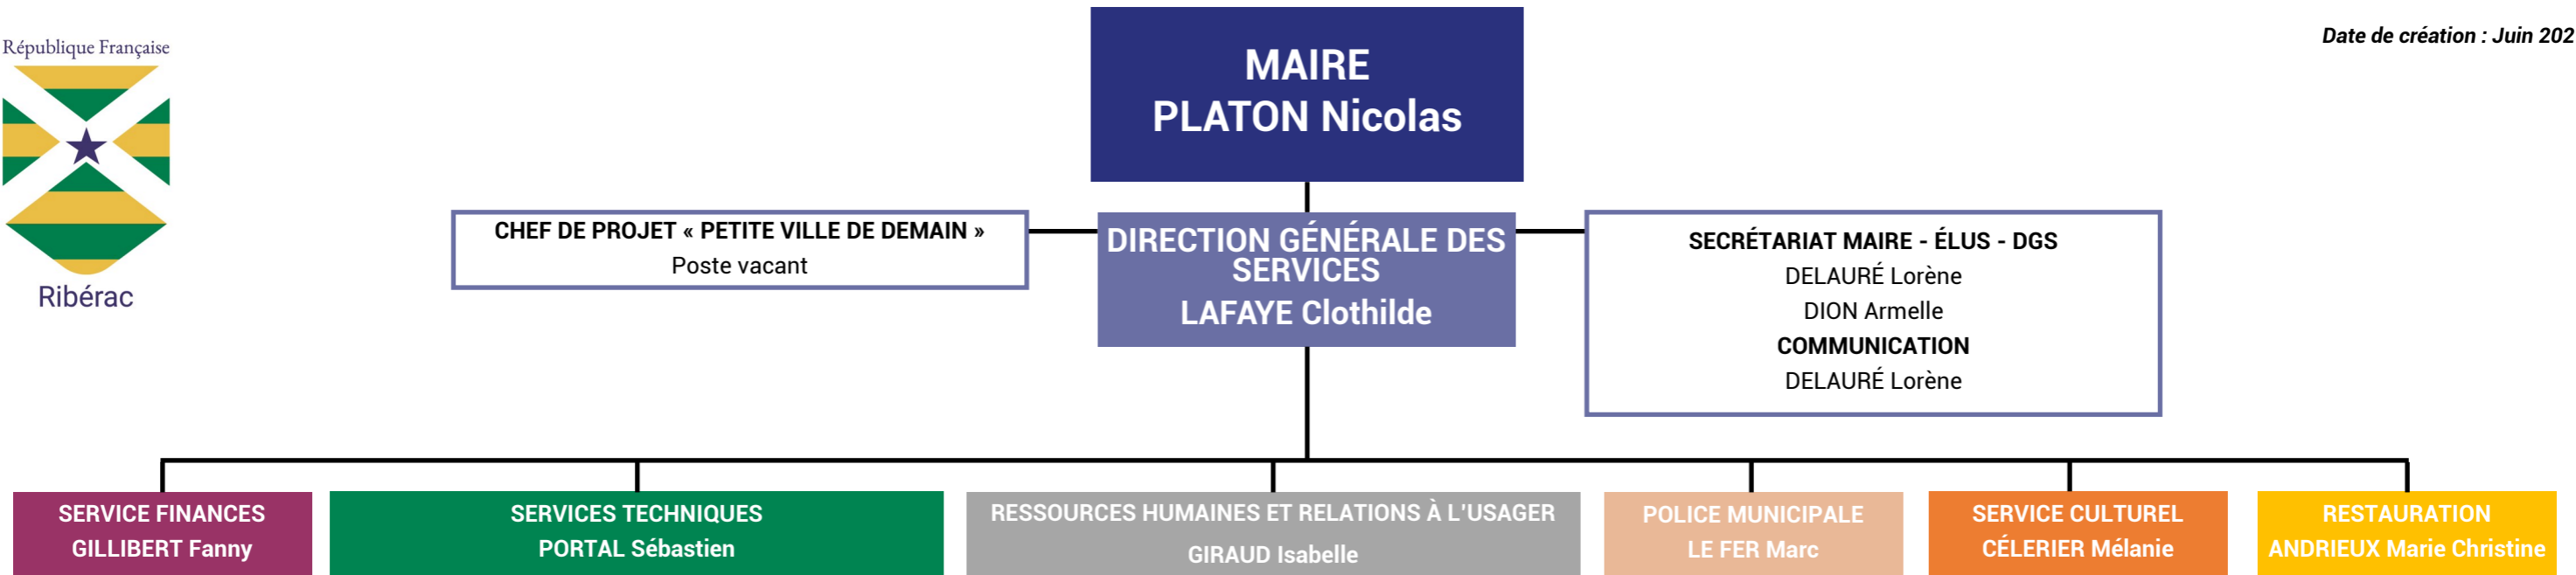 République Française
Ribérac
Date de création : Juin 202
MAIRE
PLATON Nicolas
CHEF DE PROJET « PETITE VILLE DE DEMAIN »
Poste vacant
DIRECTION GÉNÉRALE DES
SERVICES
LAFAYE Clothilde
SECRÉTARIAT MAIRE - ÉLUS - DGS
DELAURÉ Lorène
DION Armelle
COMMUNICATION
DELAURÉ Lorène
SERVICE FINANCES
GILLIBERT Fanny
SERVICES TECHNIQUES
PORTAL Sébastien
RESSOURCES HUMAINES ET RELATIONS À L'USAGER
GIRAUD Isabelle
POLICE MUNICIPALE
LE FER Marc
SERVICE CULTUREL
CÉLERIER Mélanie
RESTAURATION
ANDRIEUX Marie Christine